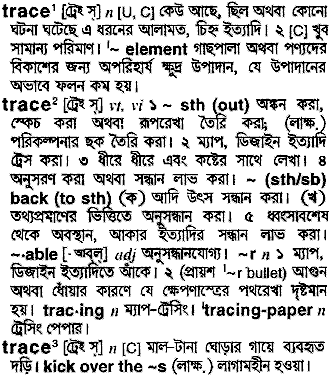 trace¹ [ট্রেই স্] n [U, C] কেউ আছে, ছিল অথবা কোনো
ঘটনা ঘটেছে এ ধরনের আলামত, চিহ্ন ইত্যাদি। ২ [C] খুব
সামান্য পরিমাণ। ˈ~ element গাছপালা অথবা পণ্যদের
বিকাশের জন্য অপরিহার্য ক্ষুদ্র উপাদান, যে উপাদানের
অভাবে ফলন কম হয়।
trace² [ট্রেই স্] vt, vi ১ ~ sth (out) অঙ্কন করা,
স্কেচ করা অথবা রূপরেখা তৈরি করা; (লাক্ষ.)
পরিকল্পনার ছক তৈরি করা। ২ ম্যাপ, ডিজাইন ইত্যাদি
ট্রেস করা। ৩ ধীরে ধীরে এবং কষ্টের সাথে লেখা। ৪
অনুসরণ করা অথবা সন্ধান লাভ করা। ~ (sth/sb)
back (to sth) (ক) আদি উৎস সন্ধান করা। (খ)
তথ্যপ্রমাণের ভিত্তিতে অনুসন্ধান করা। ৫ ধ্বংসাবশেষ
থেকে অবস্থান, আকার ইত্যাদির সন্ধান লাভ করা।
~·able [-অব্‌ল্] adj অনুসন্ধানযোগ্য। ~r n ১ ম্যাপ,
ডিজাইন ইত্যাদিতে আঁকে। ২ (প্রায়শ ˈ~r bullet) আগুন
অথবা ধোঁয়ার কারণে যে ক্ষেপণাস্ত্রের পথরেখা দৃষ্টমান
হয়। trac·ing n ম্যাপ-ট্রেসিং। ˈtracing-paper n
ট্রেসিং পেপার।
trace³ [ট্রেই স্] n [C] মাল-টানা ঘোড়ার গায়ে ব্যবহৃত
দড়ি। kick over the ~s (লাক্ষ.) লাগামহীন হওয়া।